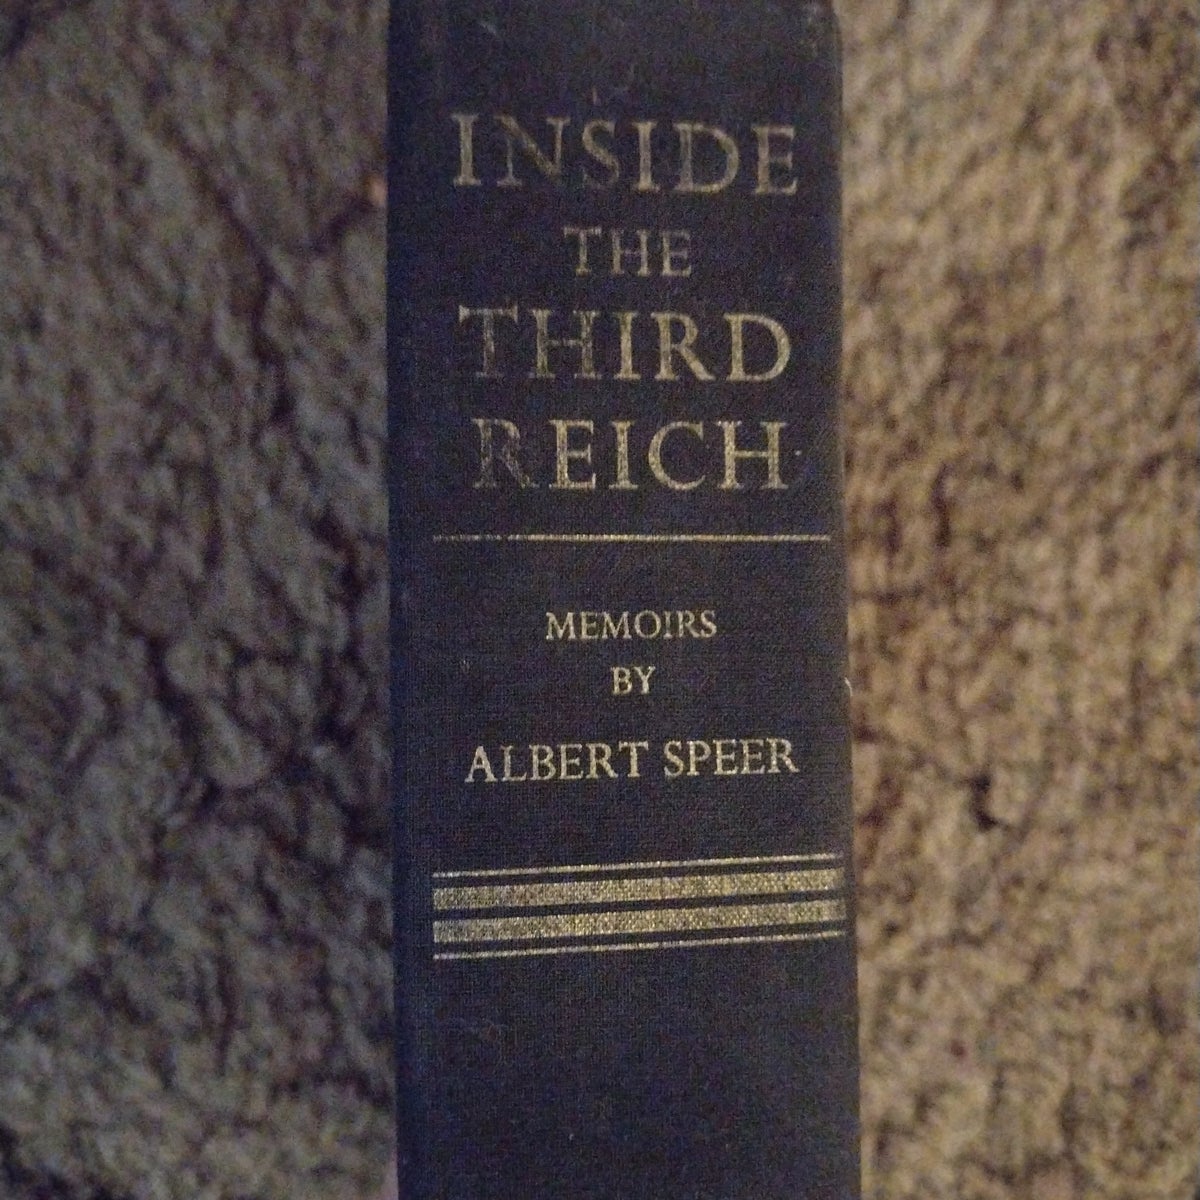 INSIDE
THE
THIRD
REICH
MEMOIRS
BY
ALBERT SPEER